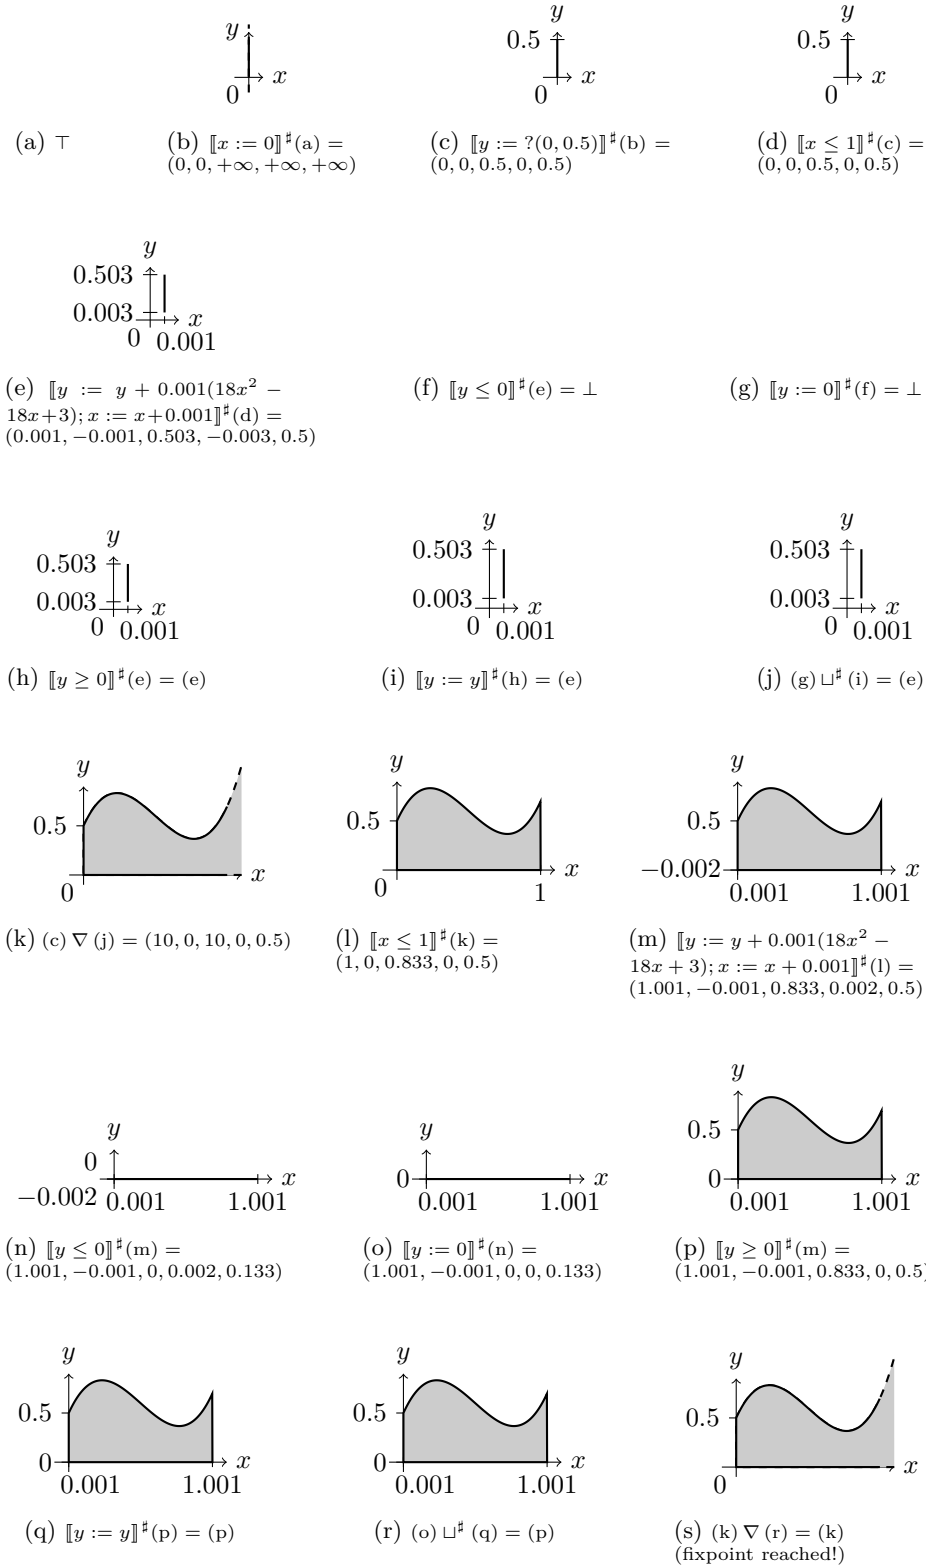 y
x
0
0.5
y
x
0
0.5
y
x
0
(a) ⊤
(b) ⟦x := 0⟧♯(a) =
(0, 0, +∞, +∞, +∞)
(c) ⟦y := ?(0, 0.5)⟧♯(b) =
(0, 0, 0.5, 0, 0.5)
(d) ⟦x ≤ 1⟧♯(c) =
(0, 0, 0.5, 0, 0.5)
y
0.503
0.003
x
0 0.001
(e) ⟦y := y + 0.001(18x² −
18x+3); x := x+0.001⟧♯(d) =
(0.001, −0.001, 0.503, −0.003, 0.5)
(f) ⟦y ≤ 0⟧♯(e) = ⊥
(g) ⟦y := 0⟧♯(f) = ⊥
y
0.503
0.003
x
0 0.001
y
0.503
0.003
x
0 0.001
y
0.503
0.003
x
0 0.001
(h) ⟦y ≥ 0⟧♯(e) = (e)
(i) ⟦y := y⟧♯(h) = (e)
(j) (g) ⊔♯ (i) = (e)
y
0.5
x
0
y
0.5
x
0 1
y
0.5
−0.002
x
0.001 1.001
(k) (c) ∇ (j) = (10, 0, 10, 0, 0.5)
(l) ⟦x ≤ 1⟧♯(k) =
(1, 0, 0.833, 0, 0.5)
(m) ⟦y := y + 0.001(18x² −
18x + 3); x := x + 0.001⟧♯(l) =
(1.001, −0.001, 0.833, 0.002, 0.5)
y
0
−0.002
x
0.001 1.001
y
0
x
0.001 1.001
y
0.5
0
x
0.001 1.001
(n) ⟦y ≤ 0⟧♯(m) =
(1.001, −0.001, 0, 0.002, 0.133)
(o) ⟦y := 0⟧♯(n) =
(1.001, −0.001, 0, 0, 0.133)
(p) ⟦y ≥ 0⟧♯(m) =
(1.001, −0.001, 0.833, 0, 0.5)
y
0.5
0
x
0.001 1.001
y
0.5
0
x
0.001 1.001
y
0.5
x
0
(q) ⟦y := y⟧♯(p) = (p)
(r) (o) ⊔♯ (q) = (p)
(s) (k) ∇ (r) = (k)
(fixpoint reached!)